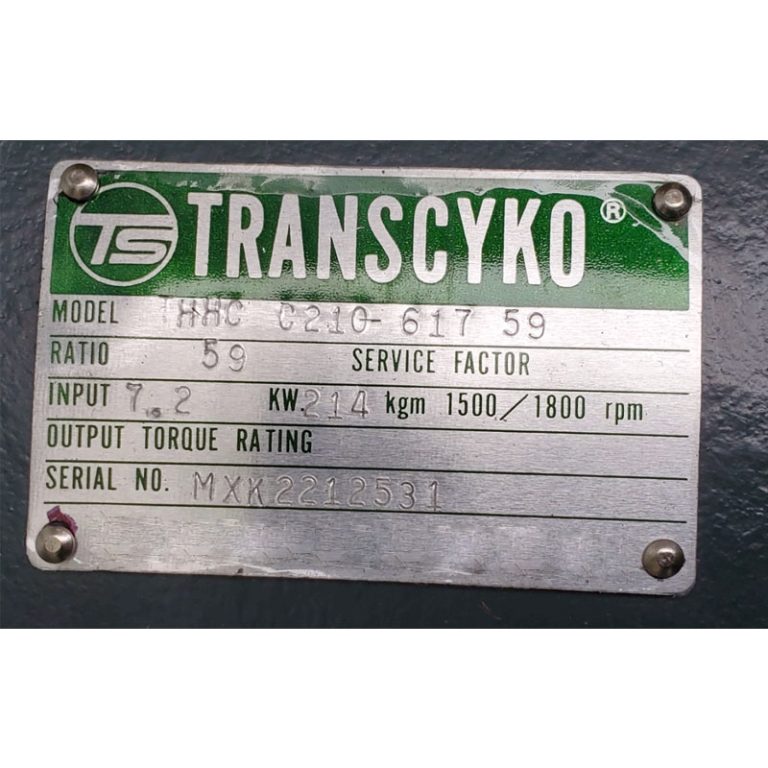 TS TRANSCYKO®
MODEL THHC C210-617 59
RATIO 59 SERVICE FACTOR
INPUT 7.2 KW. 214 kgm 1500/1800 rpm
OUTPUT TORQUE RATING
SERIAL NO. MXK2212531